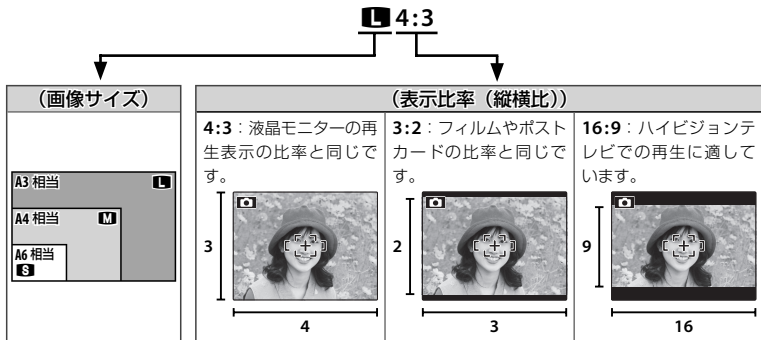 L 4:3
（画像サイズ）
A3 相当 L
A4 相当 M
A6 相当
S
（表示比率（縦横比））
4:3：液晶モニターの再
生表示の比率と同じで
す。
3
4
3:2：フィルムやポスト
カードの比率と同じで
す。
2
3
16:9：ハイビジョンテ
レビでの再生に適して
います。
9
16